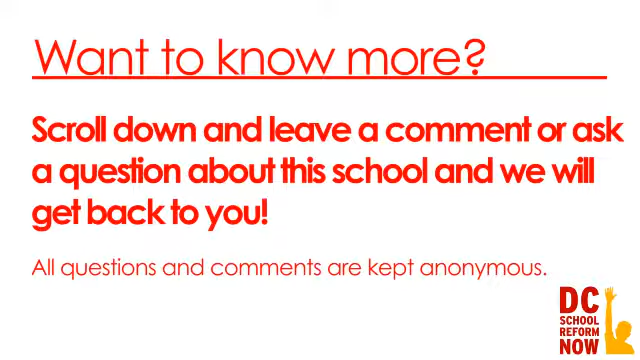 Want to know more?
Scroll down and leave a comment or ask
a question about this school and we will
get back to you!
All questions and comments are kept anonymous.
DC
SCHOOL
REFORM
NOW